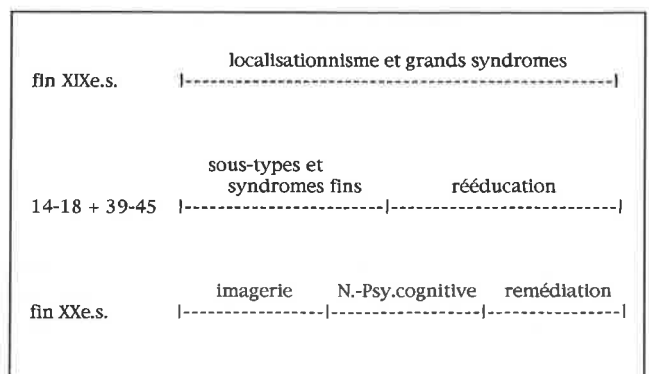 localisationnisme et grands syndromes
fin XIXe.s. |---------------------------------------------------|
sous-types et
syndromes fins rééducation
14-18 + 39-45 |------------------------|---------------------------|
imagerie N.-Psy.cognitive remédiation
fin XXe.s. |----------------|------------------|----------------|